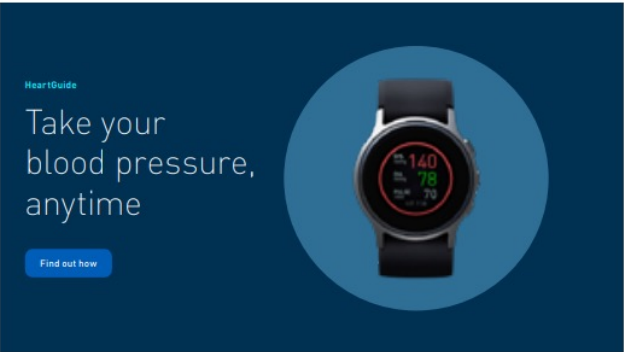 HeartGuide
Take your
blood pressure,
anytime
Find out how
140
78
70